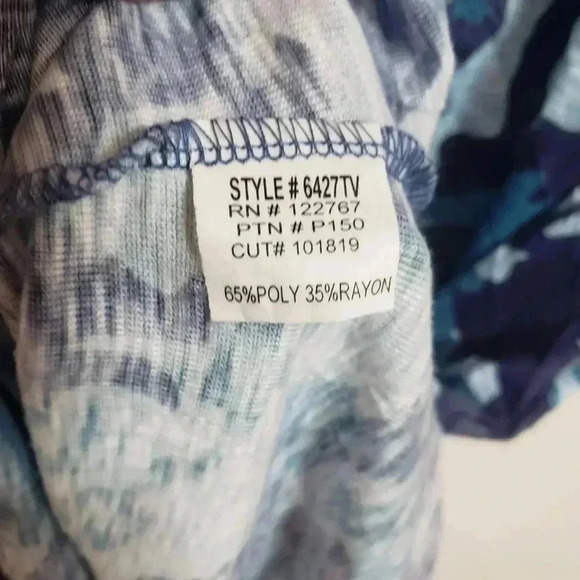 STYLE # 6427TV
RN # 122767
PTN # P150
CUT# 101819
65%POLY 35%RAYON